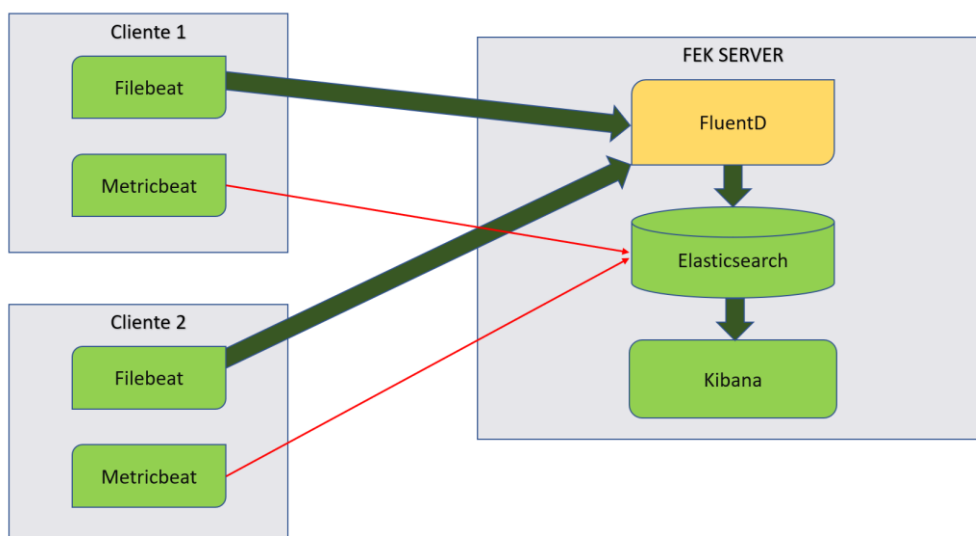 Cliente 1
Filebeat
Metricbeat
Cliente 2
Filebeat
Metricbeat
FEK SERVER
FluentD
Elasticsearch
Kibana